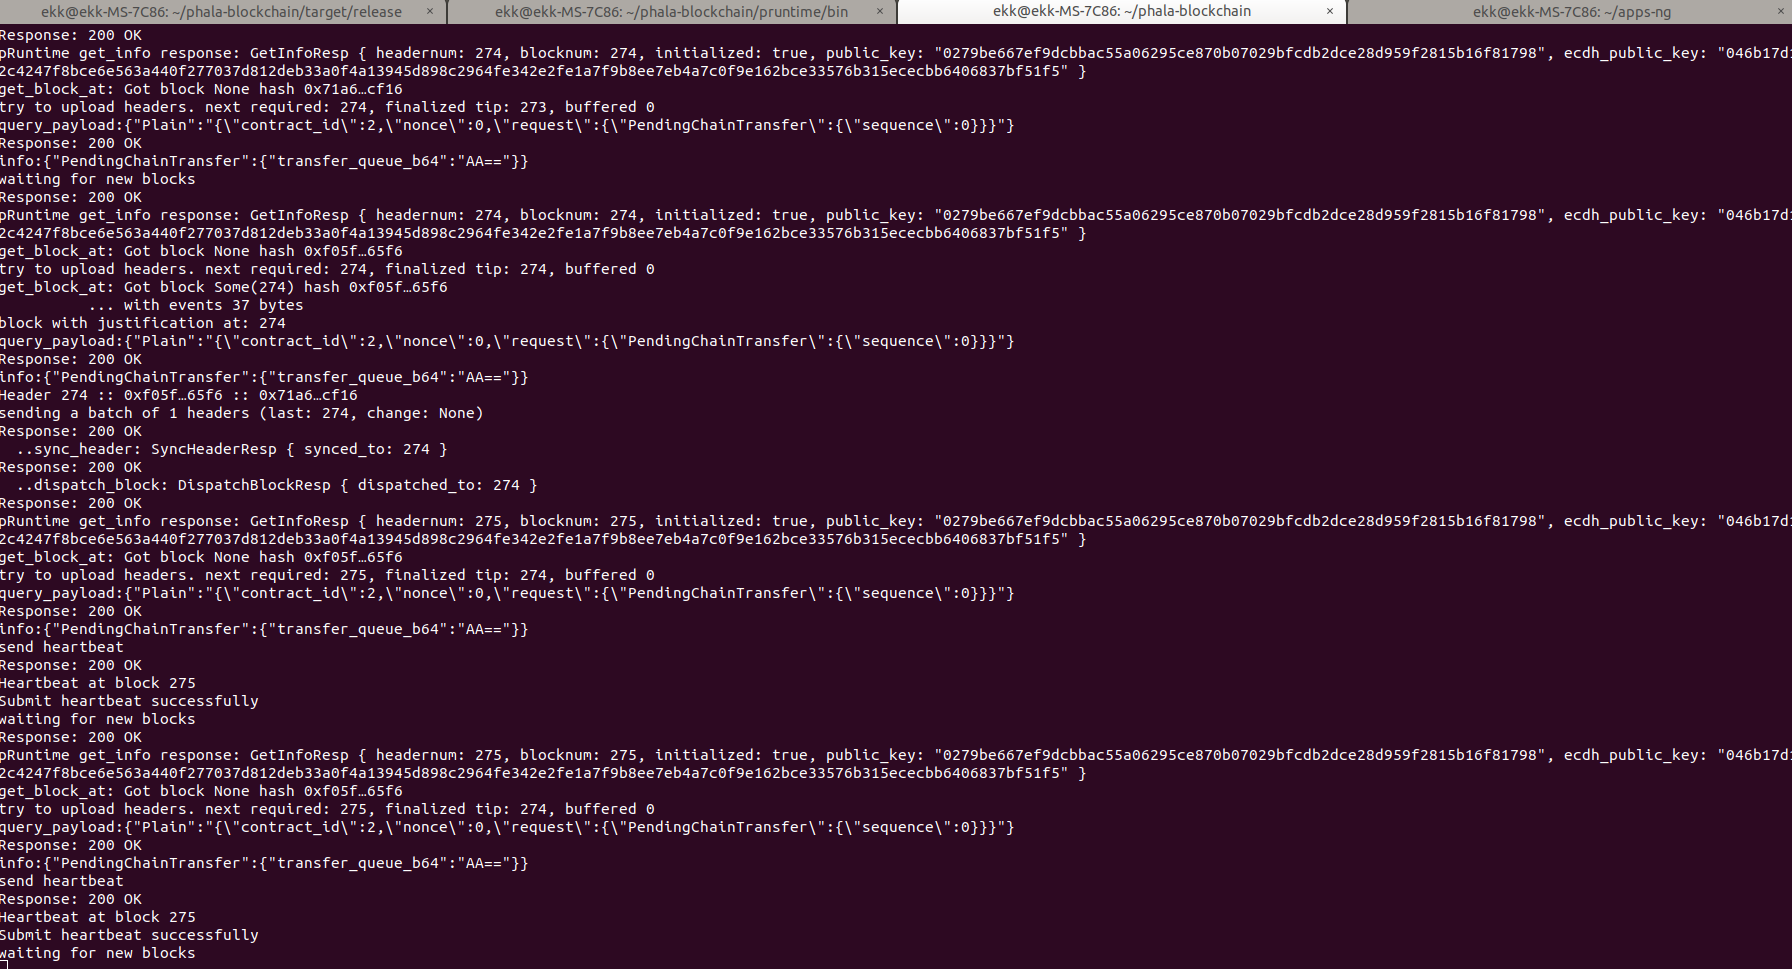 ekk@ekk-MS-7C86: ~/phala-blockchain/target/release × ekk@ekk-MS-7C86: ~/phala-blockchain/pruntime/bin × ekk@ekk-MS-7C86: ~/phala-blockchain × ekk@ekk-MS-7C86: ~/apps-ng ×
Response: 200 OK
pRuntime get_info response: GetInfoResp { headernum: 274, blocknum: 274, initialized: true, public_key: "0279be667ef9dcbbac55a06295ce870b07029bfcdb2dce28d959f2815b16f81798", ecdh_public_key: "046b17d1
2c4247f8bce6e563a440f277037d812deb33a0f4a13945d898c2964fe342e2fe1a7f9b8ee7eb4a7c0f9e162bce33576b315ececbb6406837bf51f5" }
get_block_at: Got block None hash 0x71a6…cf16
try to upload headers. next required: 274, finalized tip: 273, buffered 0
query_payload:{"Plain":"{\"contract_id\":2,\"nonce\":0,\"request\":{\"PendingChainTransfer\":{\"sequence\":0}}}"}
Response: 200 OK
info:{"PendingChainTransfer":{"transfer_queue_b64":"AA=="}}
waiting for new blocks
Response: 200 OK
pRuntime get_info response: GetInfoResp { headernum: 274, blocknum: 274, initialized: true, public_key: "0279be667ef9dcbbac55a06295ce870b07029bfcdb2dce28d959f2815b16f81798", ecdh_public_key: "046b17d1
2c4247f8bce6e563a440f277037d812deb33a0f4a13945d898c2964fe342e2fe1a7f9b8ee7eb4a7c0f9e162bce33576b315ececbb6406837bf51f5" }
get_block_at: Got block None hash 0xf05f…65f6
try to upload headers. next required: 274, finalized tip: 274, buffered 0
get_block_at: Got block Some(274) hash 0xf05f…65f6
... with events 37 bytes
block with justification at: 274
query_payload:{"Plain":"{\"contract_id\":2,\"nonce\":0,\"request\":{\"PendingChainTransfer\":{\"sequence\":0}}}"}
Response: 200 OK
info:{"PendingChainTransfer":{"transfer_queue_b64":"AA=="}}
Header 274 :: 0xf05f…65f6 :: 0x71a6…cf16
sending a batch of 1 headers (last: 274, change: None)
Response: 200 OK
..sync_header: SyncHeaderResp { synced_to: 274 }
Response: 200 OK
..dispatch_block: DispatchBlockResp { dispatched_to: 274 }
Response: 200 OK
pRuntime get_info response: GetInfoResp { headernum: 275, blocknum: 275, initialized: true, public_key: "0279be667ef9dcbbac55a06295ce870b07029bfcdb2dce28d959f2815b16f81798", ecdh_public_key: "046b17d1
2c4247f8bce6e563a440f277037d812deb33a0f4a13945d898c2964fe342e2fe1a7f9b8ee7eb4a7c0f9e162bce33576b315ececbb6406837bf51f5" }
get_block_at: Got block None hash 0xf05f…65f6
try to upload headers. next required: 275, finalized tip: 274, buffered 0
query_payload:{"Plain":"{\"contract_id\":2,\"nonce\":0,\"request\":{\"PendingChainTransfer\":{\"sequence\":0}}}"}
Response: 200 OK
info:{"PendingChainTransfer":{"transfer_queue_b64":"AA=="}}
send heartbeat
Response: 200 OK
Heartbeat at block 275
Submit heartbeat successfully
waiting for new blocks
Response: 200 OK
pRuntime get_info response: GetInfoResp { headernum: 275, blocknum: 275, initialized: true, public_key: "0279be667ef9dcbbac55a06295ce870b07029bfcdb2dce28d959f2815b16f81798", ecdh_public_key: "046b17d1
2c4247f8bce6e563a440f277037d812deb33a0f4a13945d898c2964fe342e2fe1a7f9b8ee7eb4a7c0f9e162bce33576b315ececbb6406837bf51f5" }
get_block_at: Got block None hash 0xf05f…65f6
try to upload headers. next required: 275, finalized tip: 274, buffered 0
query_payload:{"Plain":"{\"contract_id\":2,\"nonce\":0,\"request\":{\"PendingChainTransfer\":{\"sequence\":0}}}"}
Response: 200 OK
info:{"PendingChainTransfer":{"transfer_queue_b64":"AA=="}}
send heartbeat
Response: 200 OK
Heartbeat at block 275
Submit heartbeat successfully
waiting for new blocks